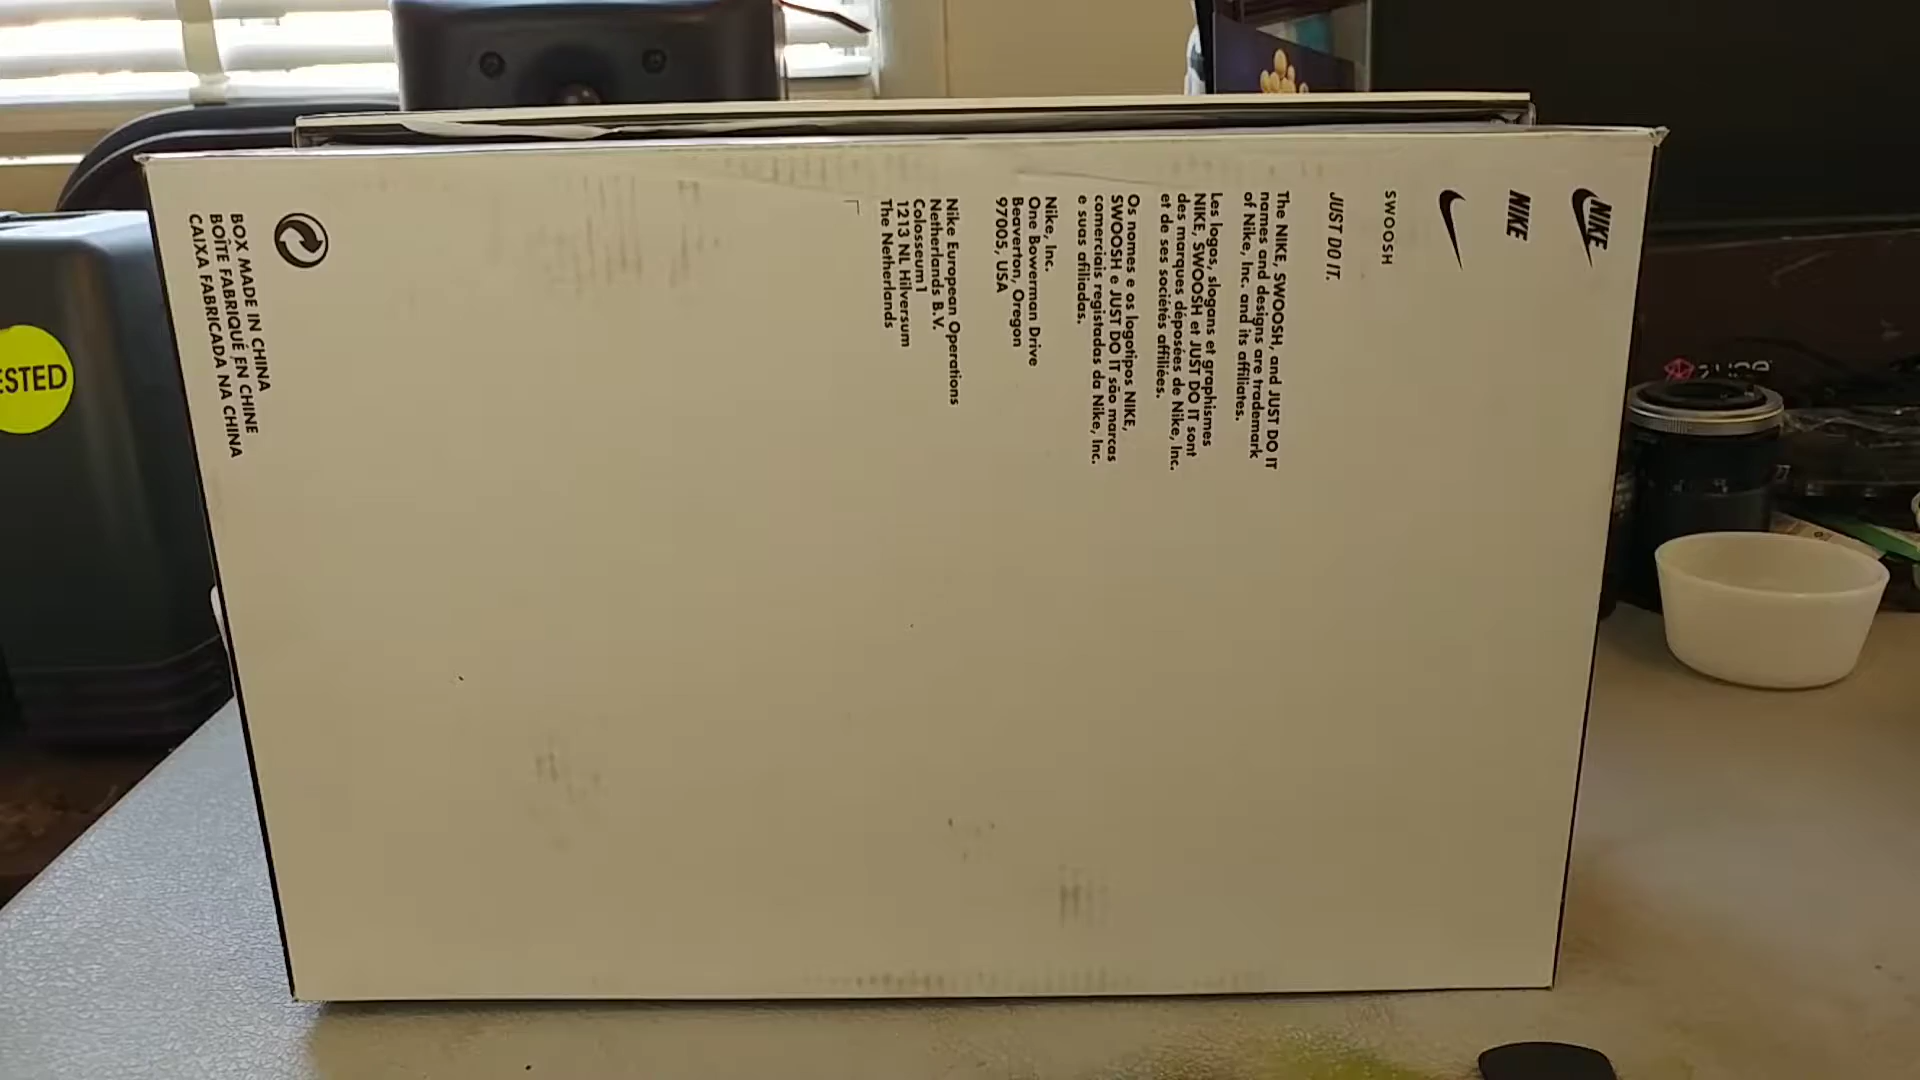 NIKE
NIKE
SWOOSH
JUST DO IT.
The NIKE, SWOOSH, and JUST DO IT
names and designs are trademark
of Nike, Inc. and its affiliates.
Les logos, slogans et graphismes
NIKE, SWOOSH et JUST DO IT sont
des marques déposées de Nike, Inc.
et de ses sociétés affiliées.
Os nomes e os logotipos NIKE,
SWOOSH e JUST DO IT são marcas
comerciais registadas da Nike, Inc.
e suas afiliadas.
Nike, Inc.
One Bowerman Drive
Beaverton, Oregon
97005, USA
Nike European Operations
Netherlands B.V.
Colosseum 1
1213 NL Hilversum
The Netherlands
BOX MADE IN CHINA
BOÎTE FABRIQUÉ EN CHINE
CAIXA FABRICADA NA CHINA